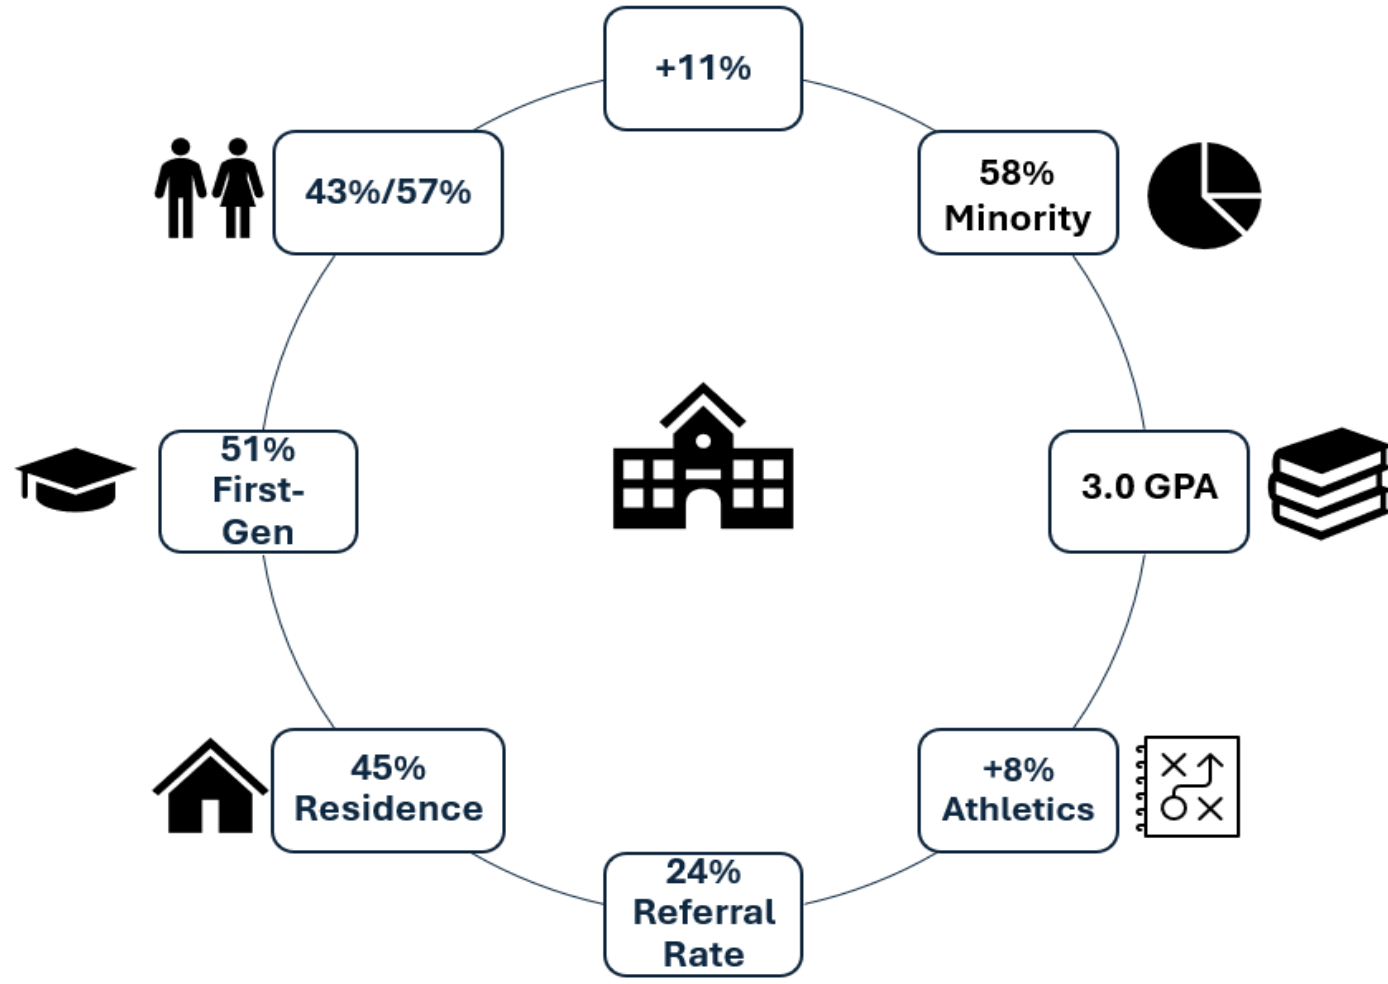 +11%
43%/57%
58%
Minority
51%
First-
Gen
3.0 GPA
45%
Residence
+8%
Athletics
24%
Referral
Rate